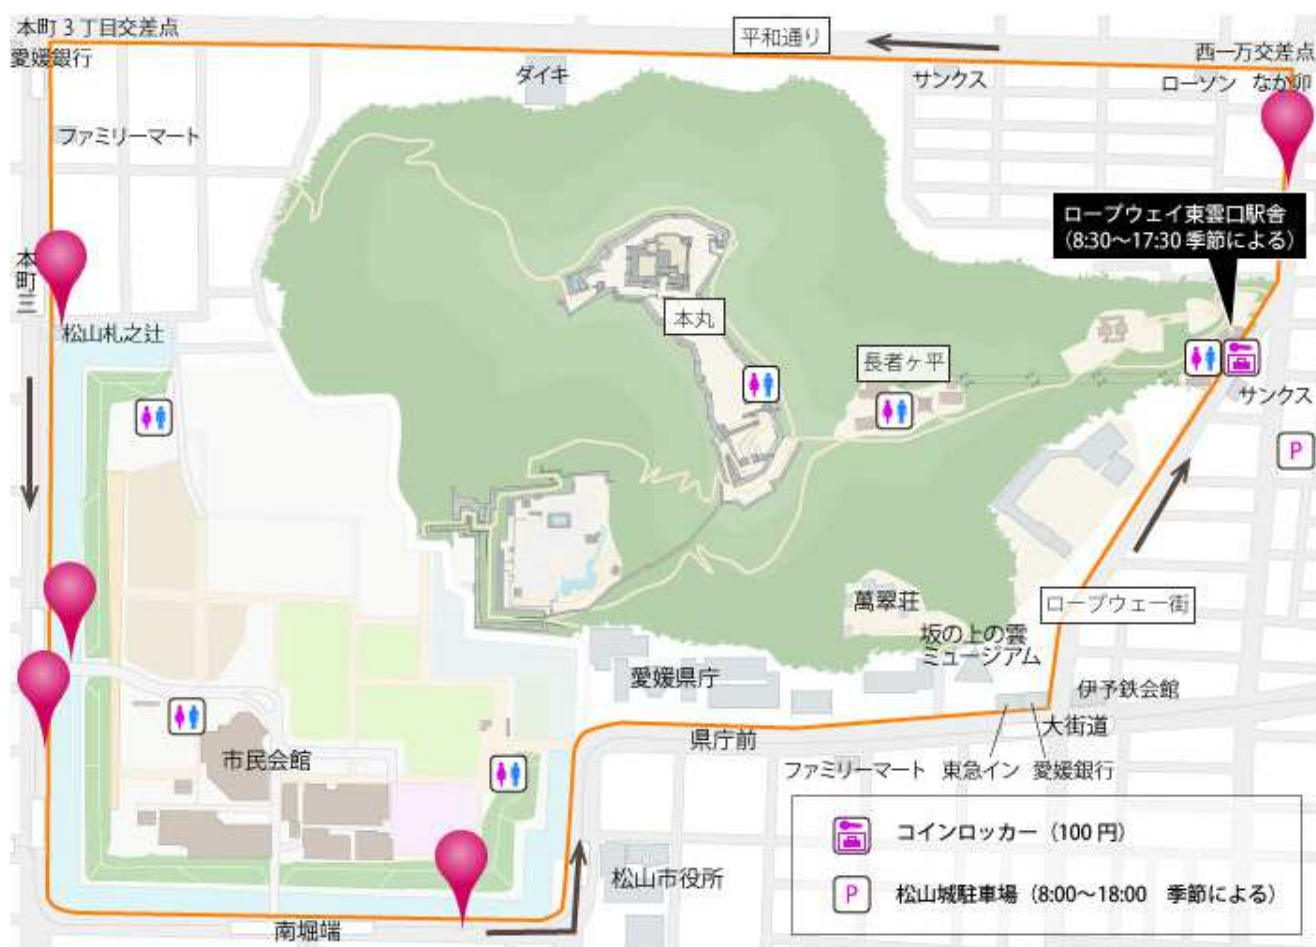 本町3丁目交差点
愛媛銀行
平和通り
西一万交差点
ダイキ
サンクス
ローソン なか卯
ファミリーマート
ロープウェイ東雲口駅舎
(8:30〜17:30 季節による)
本町三
本丸
松山札之辻
長者ヶ平
サンクス
P
萬翠荘
ロープウェー街
坂の上の雲
ミュージアム
愛媛県庁
伊予鉄会館
大街道
県庁前
市民会館
ファミリーマート 東急イン 愛媛銀行
コインロッカー (100円)
松山市役所
P 松山城駐車場 (8:00〜18:00 季節による)
南堀端